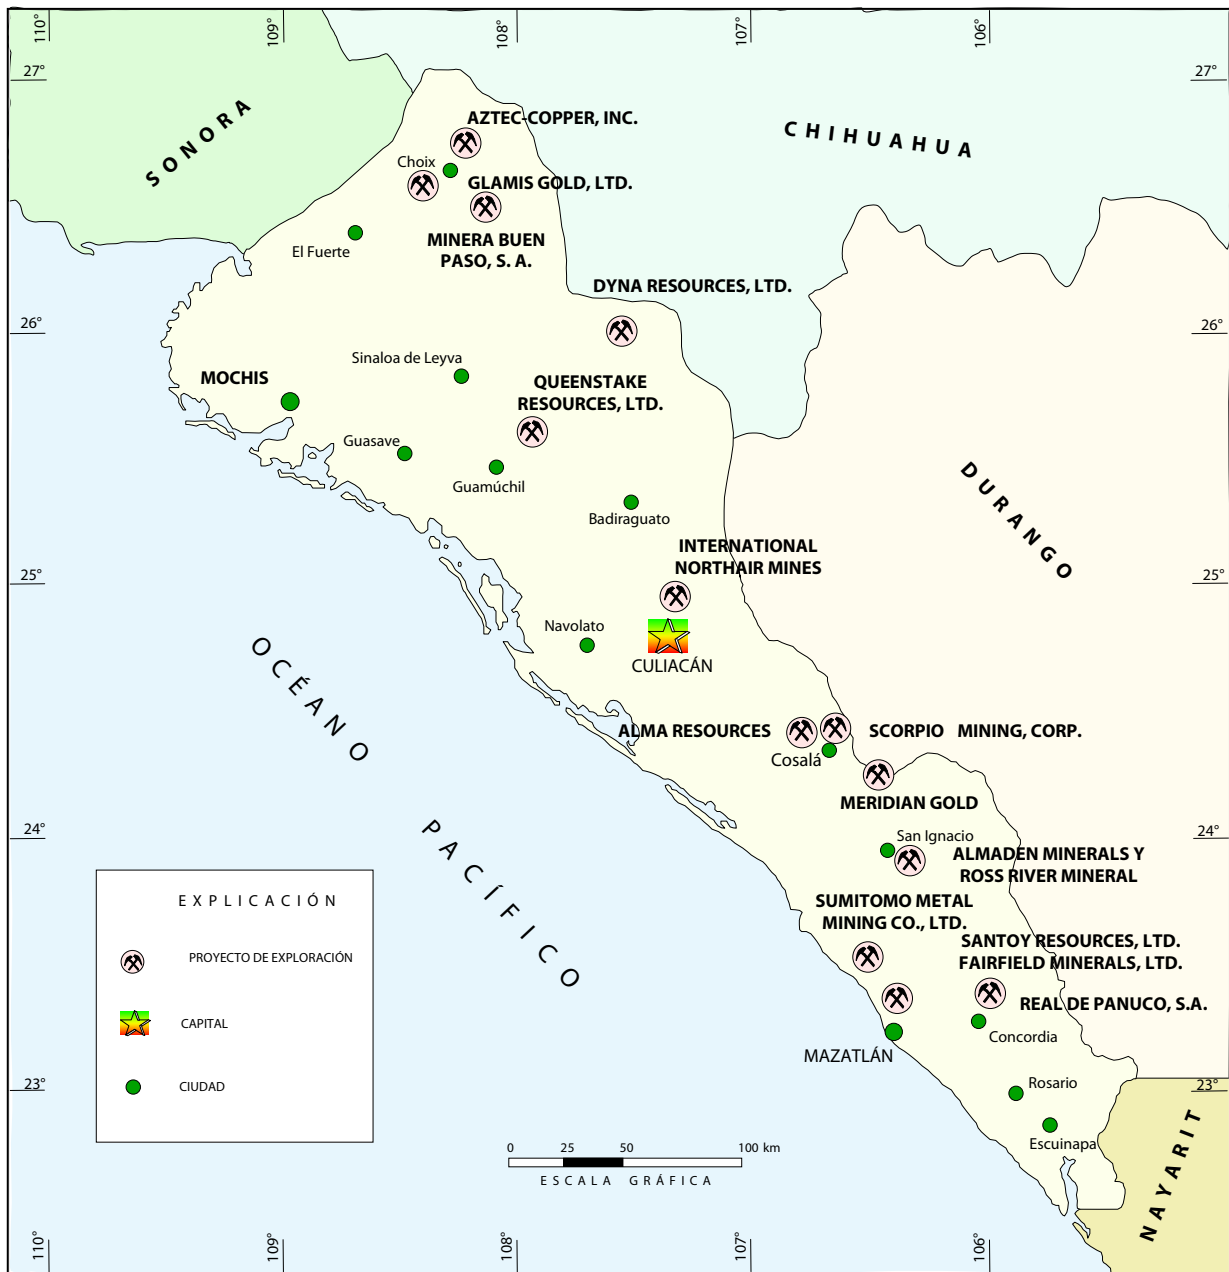 110°
109°
108°
107°
106°
27°
27°
SONORA
CHIHUAHUA
AZTEC-COPPER, INC.
Choix
GLAMIS GOLD, LTD.
El Fuerte
MINERA BUEN
PASO, S. A.
DYNA RESOURCES, LTD.
26°
26°
Sinaloa de Leyva
MOCHIS
QUEENSTAKE
RESOURCES, LTD.
Guasave
Guamúchil
Badiraguato
DURANGO
INTERNATIONAL
NORTHAIR MINES
25°
25°
Navolato
CULIACÁN
OCÉANO
PACÍFICO
ALMA RESOURCES
SCORPIO MINING, CORP.
Cosalá
MERIDIAN GOLD
24°
24°
San Ignacio
ALMADEN MINERALS Y
ROSS RIVER MINERAL
SUMITOMO METAL
MINING CO., LTD.
SANTOY RESOURCES, LTD.
FAIRFIELD MINERALS, LTD.
REAL DE PANUCO, S.A.
Concordia
MAZATLÁN
EXPLICACIÓN
PROYECTO DE EXPLORACIÓN
CAPITAL
CIUDAD
23°
23°
Rosario
Escuinapa
NAYARIT
0 25 50 100 km
ESCALA GRÁFICA
110°
109°
108°
107°
106°